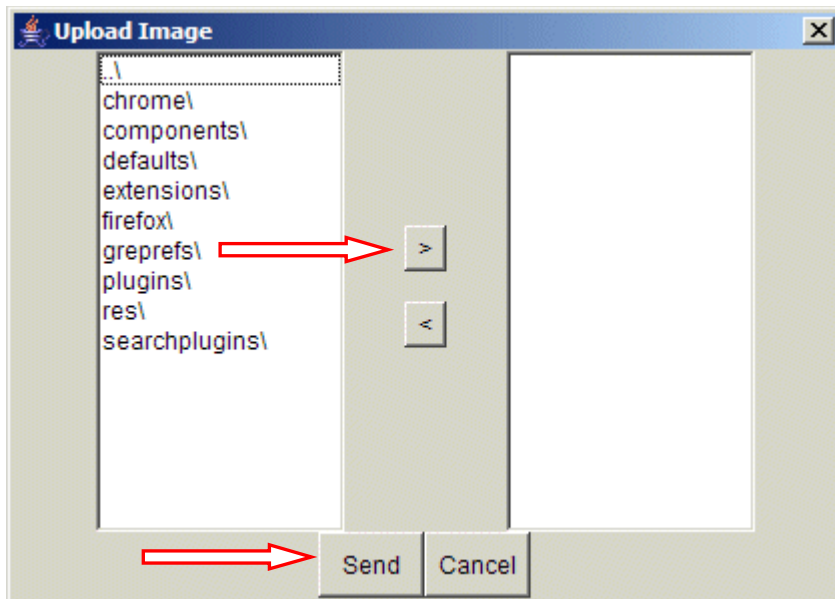 Upload Image
..\
chrome\
components\
defaults\
extensions\
firefox\
greprefs\
plugins\
res\
searchplugins\
>
<
Send
Cancel